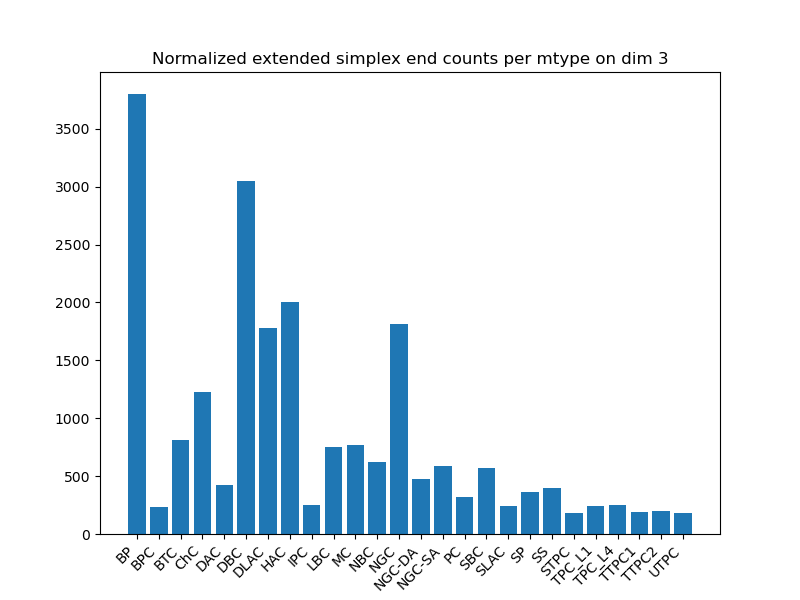 Normalized extended simplex end counts per mtype on dim 3
3500
3000
2500
2000
1500
1000
500
0
BP
BPC
BTC
ChC
DAC
DBC
DLAC
HAC
IPC
LBC
MC
NBC
NGC
NGC-DA
NGC-SA
PC
SBC
SLAC
SP
SS
STPC
TPC_L1
TPC_L4
TTPC1
TTPC2
UTPC